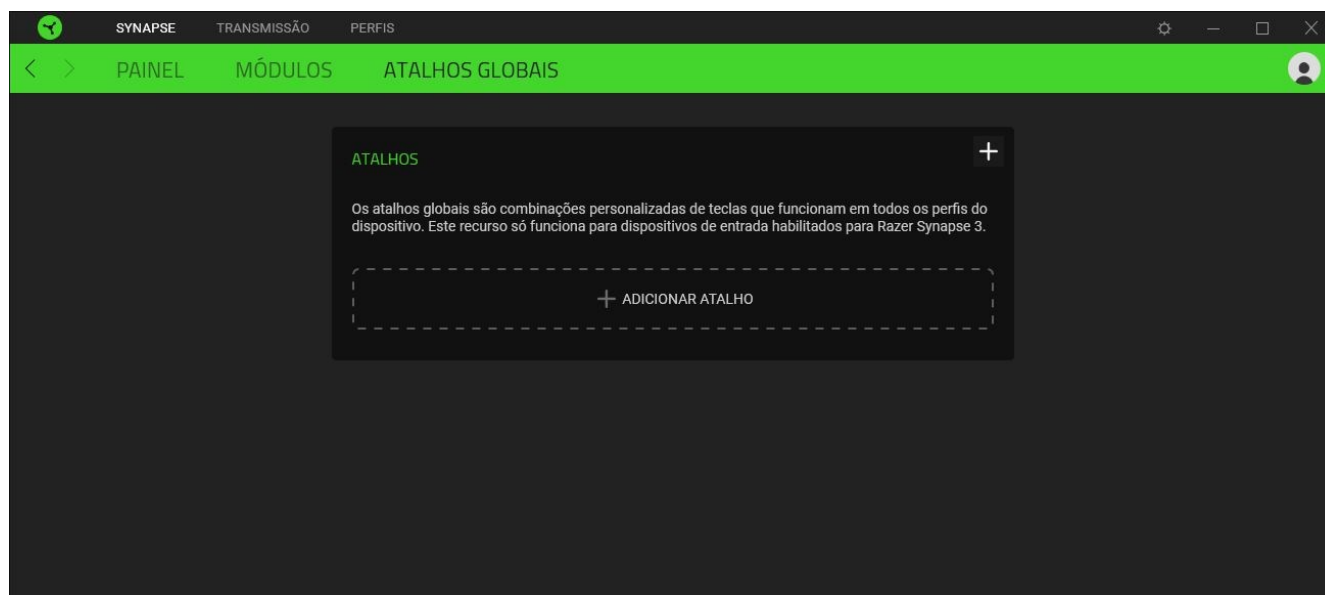 SYNAPSE TRANSMISSÃO PERFIS
PAINEL MÓDULOS ATALHOS GLOBAIS
ATALHOS
Os atalhos globais são combinações personalizadas de teclas que funcionam em todos os perfis do
dispositivo. Este recurso só funciona para dispositivos de entrada habilitados para Razer Synapse 3.
ADICIONAR ATALHO